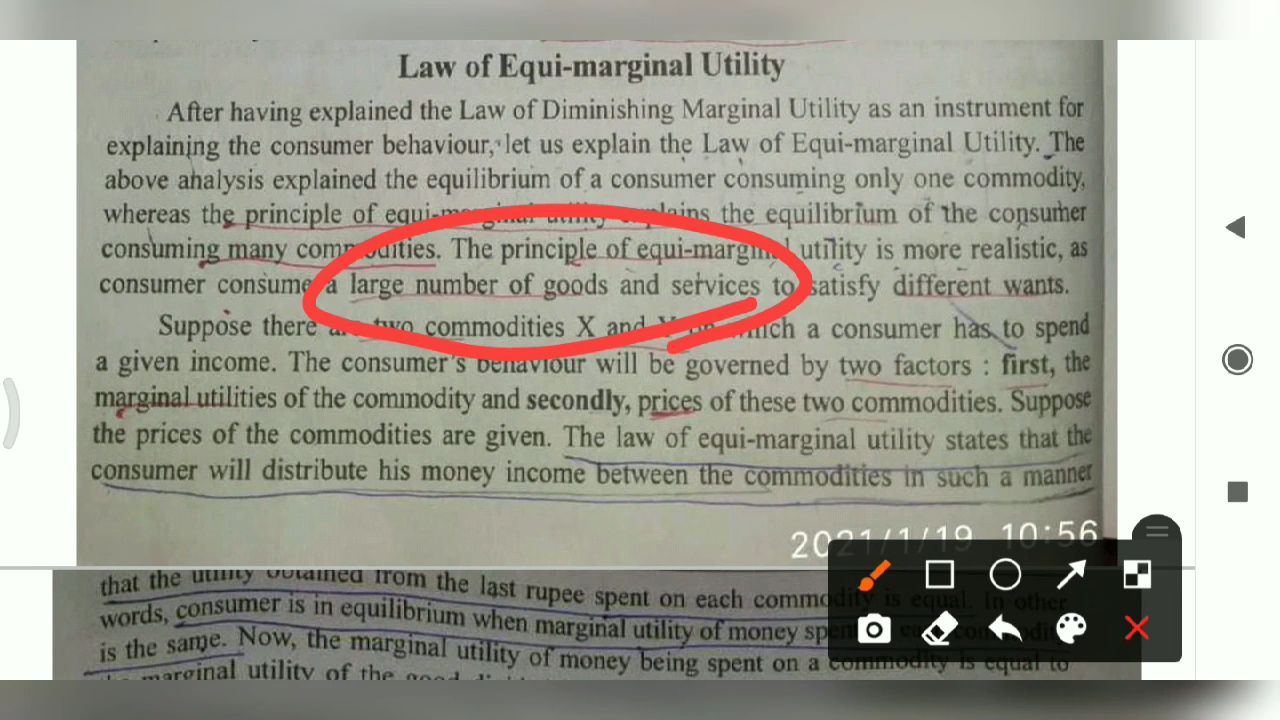 Law of Equi-marginal Utility
After having explained the Law of Diminishing Marginal Utility as an instrument for
explaining the consumer behaviour, let us explain the Law of Equi-marginal Utility. The
above analysis explained the equilibrium of a consumer consuming only one commodity,
whereas the principle of equi-marginal utility explains the equilibrium of the consumer
consuming many commodities. The principle of equi-marginal utility is more realistic, as
consumer consume a large number of goods and services to satisfy different wants.
Suppose there are two commodities X and Y on which a consumer has to spend
a given income. The consumer's behaviour will be governed by two factors : first, the
marginal utilities of the commodity and secondly, prices of these two commodities. Suppose
the prices of the commodities are given. The law of equi-marginal utility states that the
consumer will distribute his money income between the commodities in such a manner
2021/1/19 10:56
that the utility obtained from the last rupee spent on each commodity is equal. In other
words, consumer is in equilibrium when marginal utility of money spent
is the same. Now, the marginal utility of money being spent on a commodity is equal to
marginal utility of the good